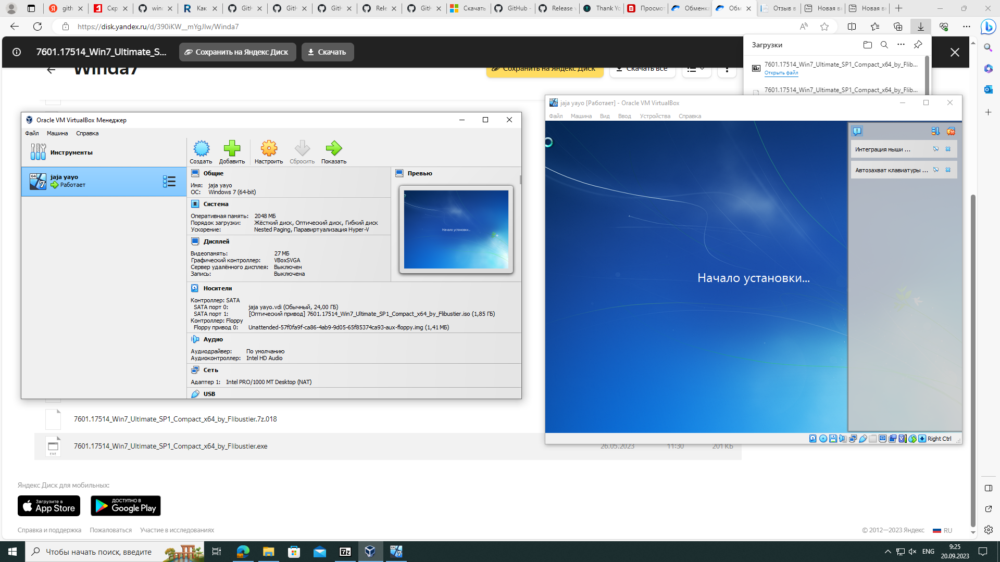 gith
Скр
winc
Как
GitH
GitH
GitH
Rele
GitH
Скачать
GitHub -
Release v
Thank Yo
Просмот
Обменка
Обм
Отзыв в
Новая вк
Новая вк
https://disk.yandex.ru/d/390iKW__mYgJIw/Winda7
7601.17514_Win7_Ultimate_S...
Сохранить на Яндекс Диск
Скачать
Загрузки
7601.17514_Win7_Ultimate_SP1_Compact_x64_by_Flib...
Открыть файл
7601.17514_Win7_Ultimate_SP1_Compact_x64_by_Flib...
Winda7
Сохранить на Яндекс Диск
Скачать все
Oracle VM VirtualBox Менеджер
Файл Машина Справка
Инструменты
Создать Добавить Настроить Сбросить Показать
64
7
jaja yayo
Работает
Общие
Имя: jaja yayo
ОС: Windows 7 (64-bit)
Система
Оперативная память: 2048 МБ
Порядок загрузки: Жёсткий диск, Оптический диск, Гибкий диск
Ускорение: Nested Paging, Паравиртуализация Hyper-V
Дисплей
Видеопамять: 27 МБ
Графический контроллер: VBoxSVGA
Сервер удалённого дисплея: Выключен
Запись: Выключена
Превью
Начало установки...
Носители
Контроллер: SATA
SATA порт 0: jaja yayo.vdi (Обычный, 24,00 ГБ)
SATA порт 1: [Оптический привод] 7601.17514_Win7_Ultimate_SP1_Compact_x64_by_Flibustier.iso (1,85 ГБ)
Контроллер: Floppy
Floppy привод 0: Unattended-57f0fa9f-ca86-4ab9-9d05-65f85374ca93-aux-floppy.img (1,41 МБ)
Аудио
Аудиодрайвер: По умолчанию
Аудиоконтроллер: Intel HD Audio
Сеть
Адаптер 1: Intel PRO/1000 MT Desktop (NAT)
USB
jaja yayo [Работает] - Oracle VM VirtualBox
Файл Машина Вид Ввод Устройства Справка
Интеграция мыши ...
Автозахват клавиатуры ...
Начало установки...
Right Ctrl
7601.17514_Win7_Ultimate_SP1_Compact_x64_by_Flibustier.7z.018
EXE
7601.17514_Win7_Ultimate_SP1_Compact_x64_by_Flibustier.exe
26.05.2023 11:30 201 КБ
Яндекс Диск для мобильных:
Загрузите в
App Store
ДОСТУПНО В
Google Play
Справка и поддержка Пожаловаться Участие в исследованиях
© 2012—2023 Яндекс
RU
Чтобы начать поиск, введите
7z
ENG
9:25
20.09.2023